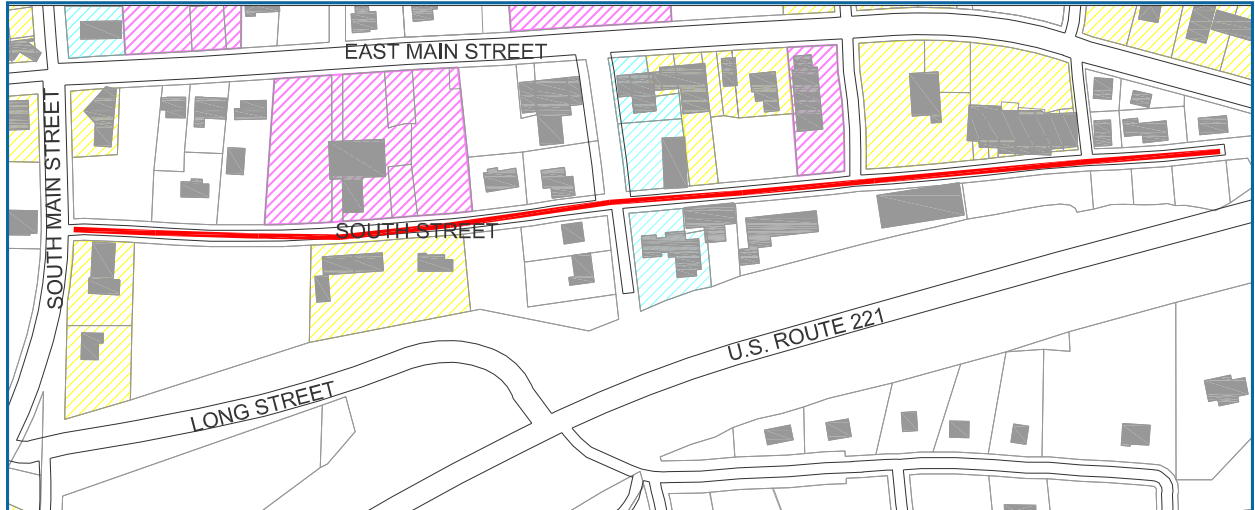 EAST MAIN STREET
SOUTH MAIN STREET
SOUTH STREET
U.S. ROUTE 221
LONG STREET